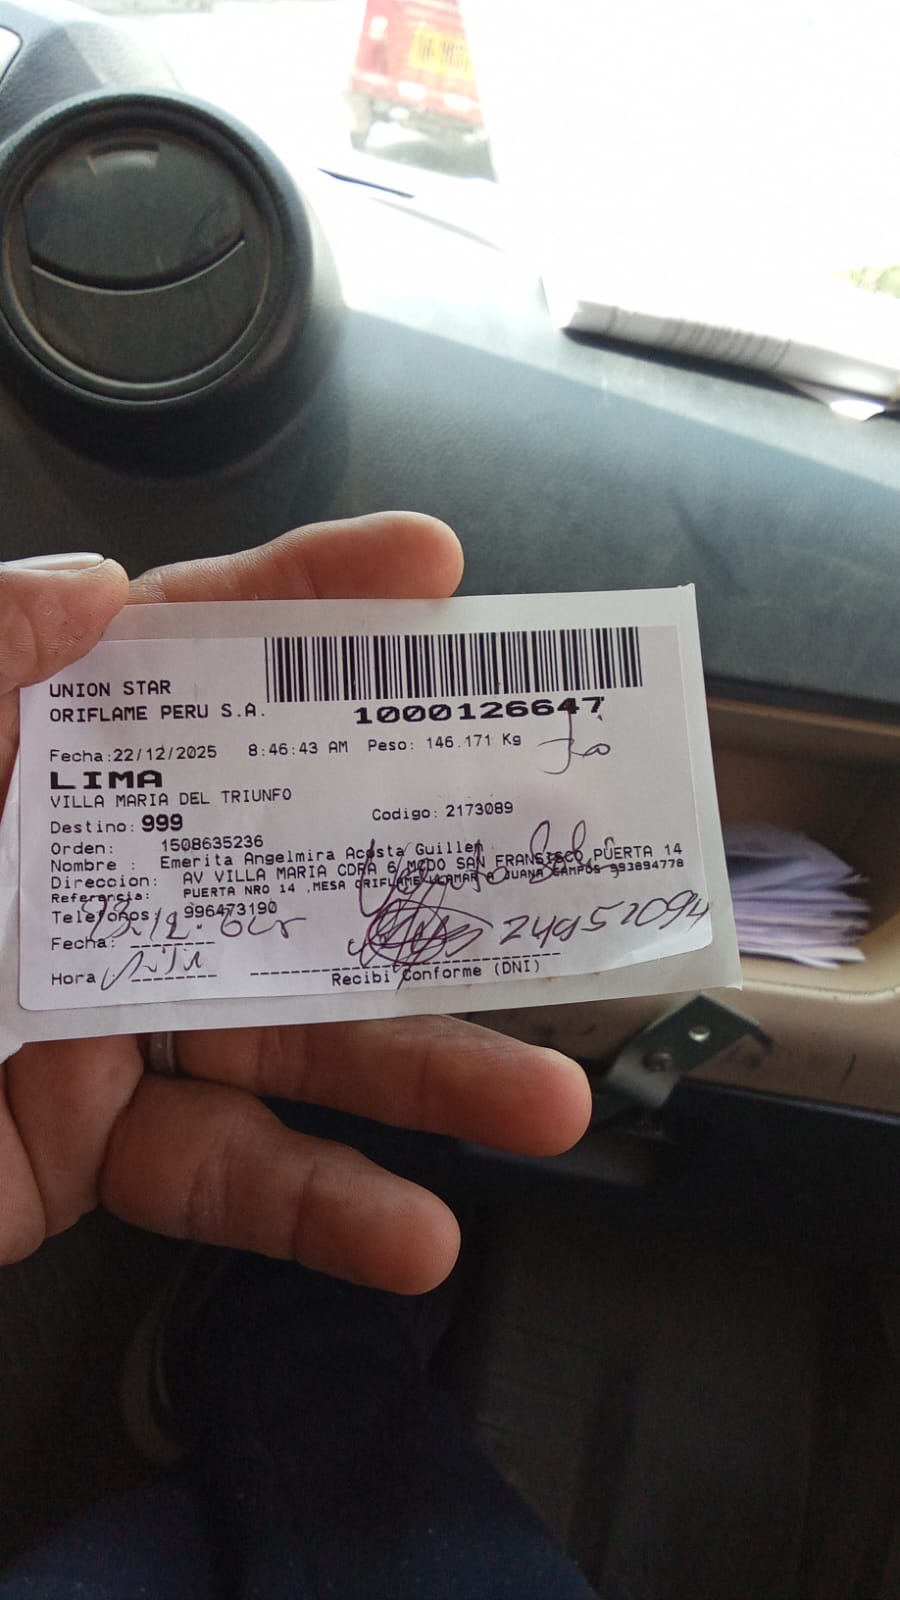 UNION STAR
ORIFLAME PERU S.A.
1000126647
Fecha:22/12/2025 8:46:43 AM Peso: 146.171 Kg
LIMA
VILLA MARIA DEL TRIUNFO
Destino: 999 Codigo: 2173089
Orden: 1508635236
Nombre : Emerita Angelmira Acosta Guillen
Direccion: AV VILLA MARIA CDRA 6 MCDO SAN FRANSISCO PUERTA 14
Referencia: PUERTA NRO 14 ,MESA ORIFLAME LLAMAR A JUANA CAMPOS 993894778
Telefonos: 996473190
Fecha:
24952094
Hora
Recibi Conforme (DNI)